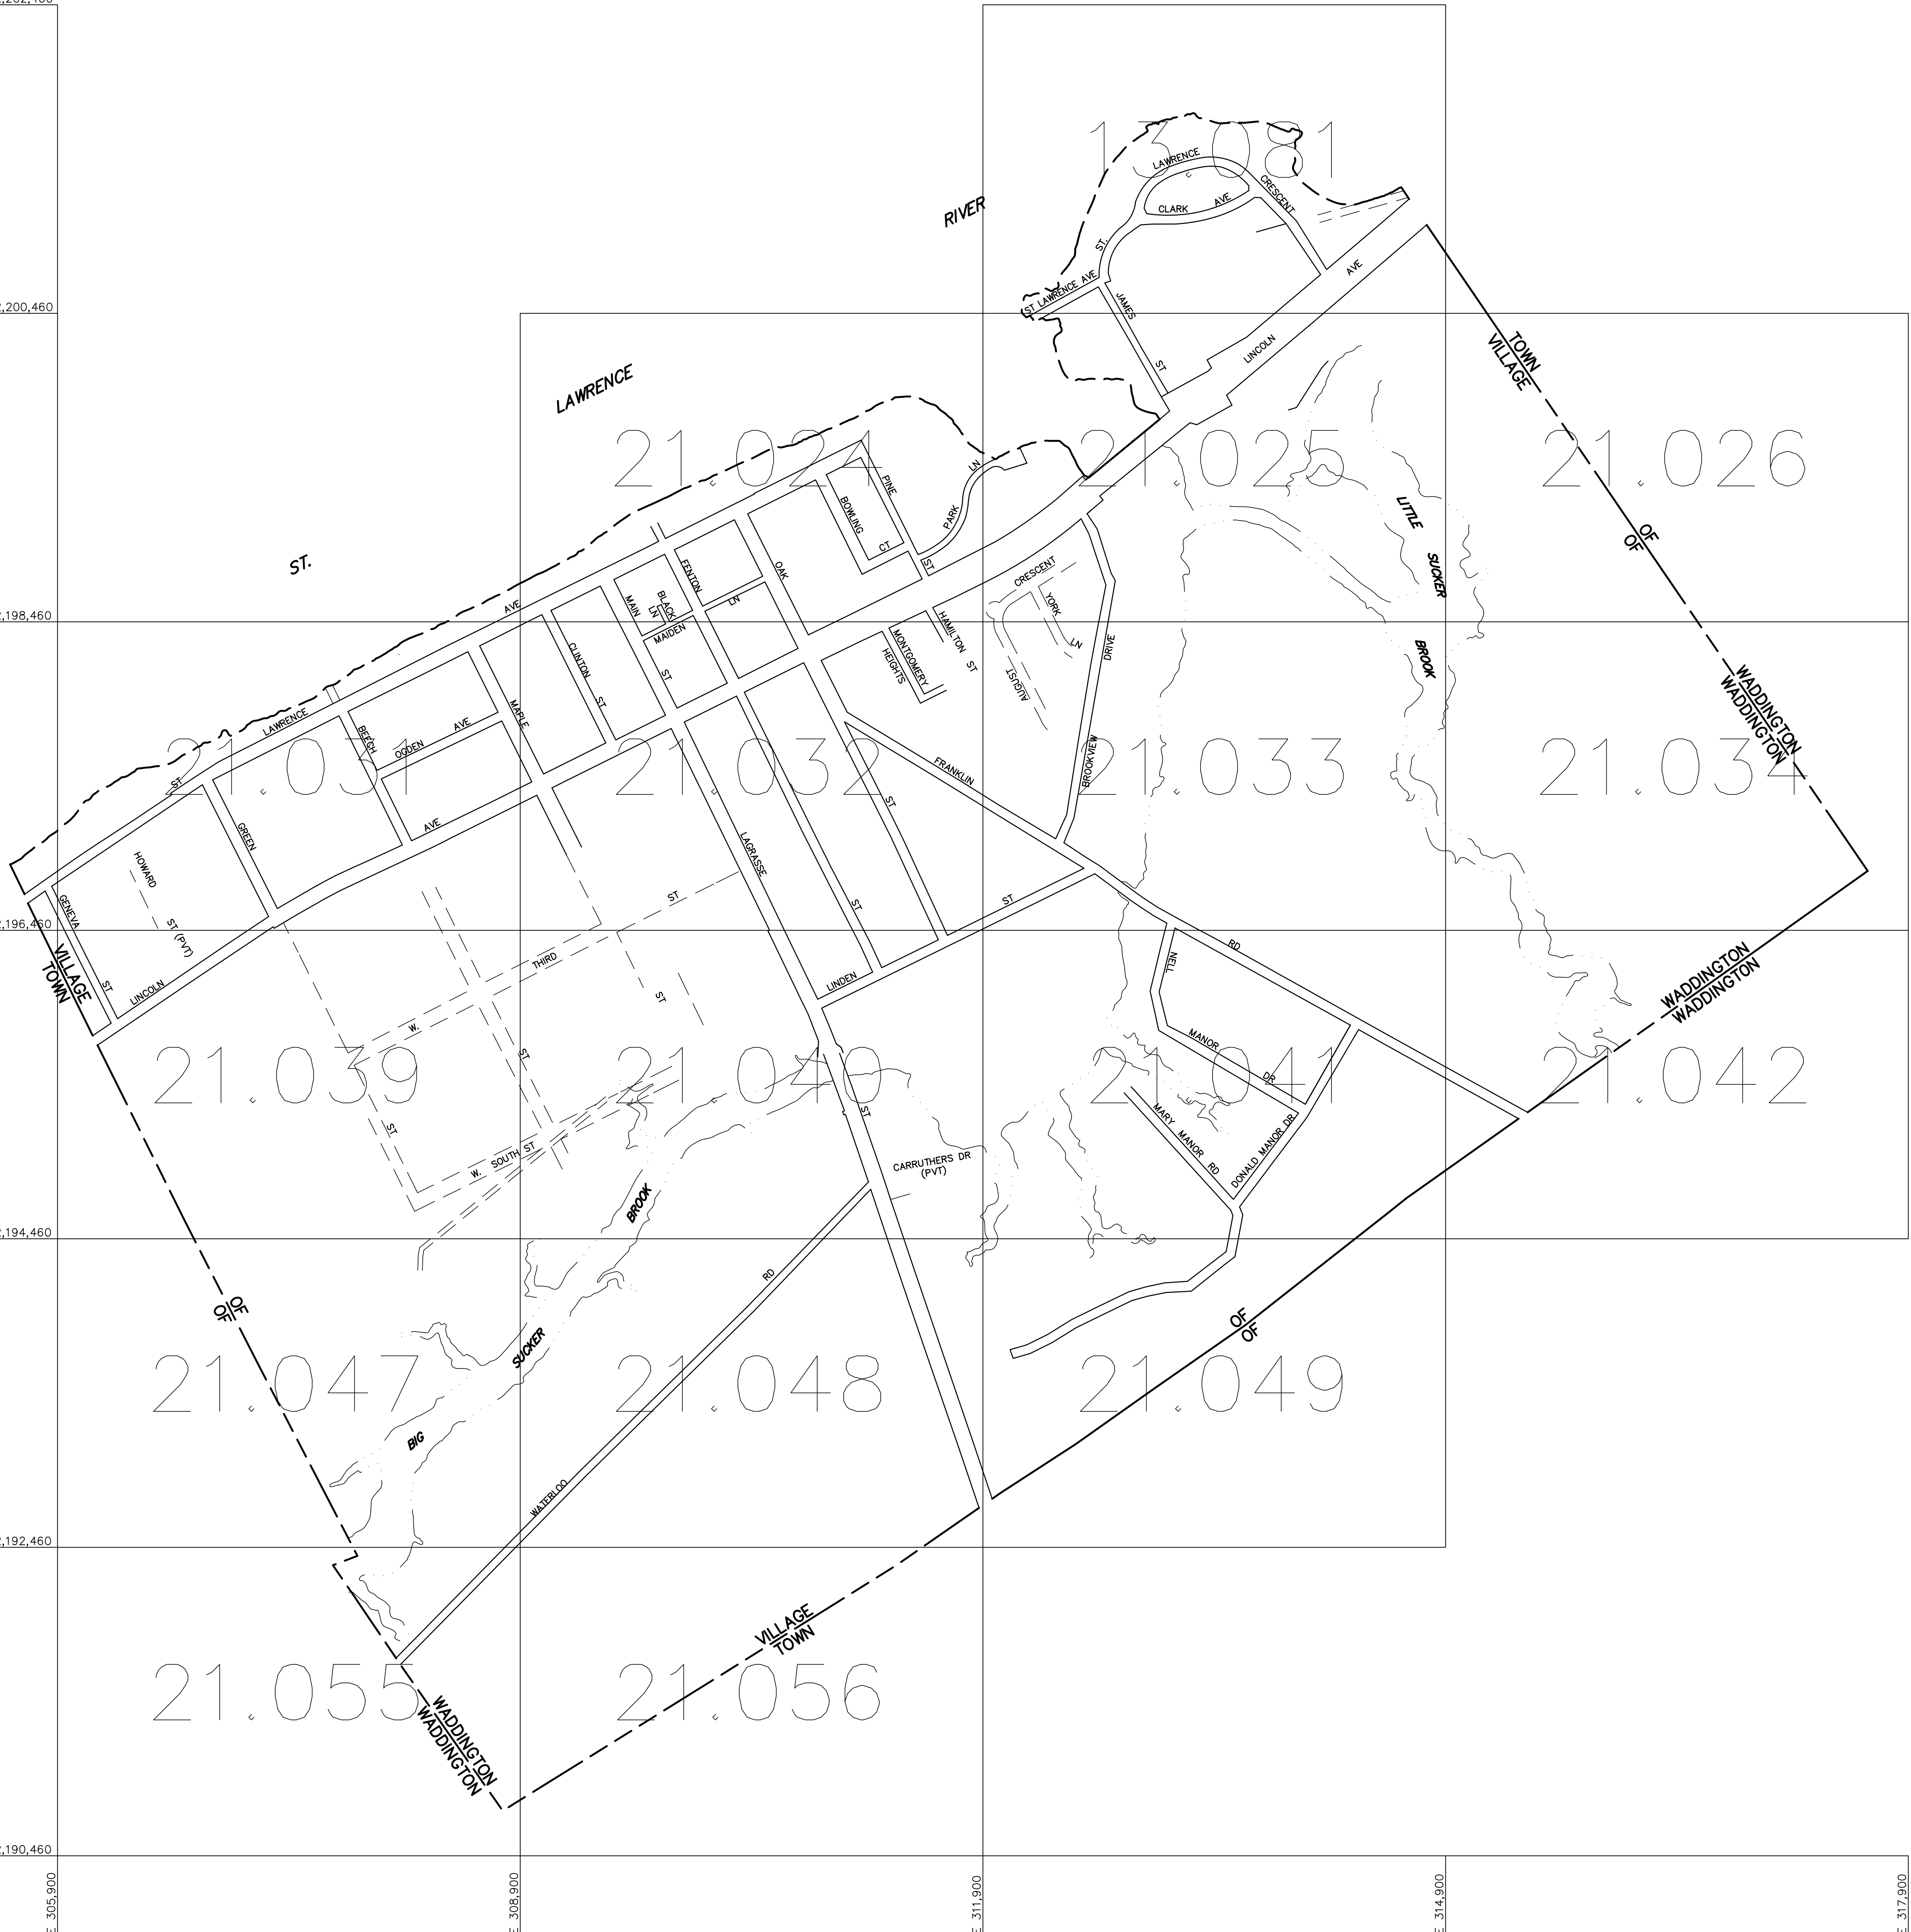 13.081
LAWRENCE
CRESCENT
CLARK AVE
RIVER
ST.
ST LAWRENCE AVE
JAMES
ST
AVE
LINCOLN
2,200,460
TOWN
VILLAGE
LAWRENCE
21.024
21.025
21.026
PINE
LN
BOWLING
PARK
CT
ST
LITTLE
SUCKER
BROOK
OF
OF
ST.
OAK
FENTON
AVE
MAIN
BLACK
LN
LN
MAIDEN
ST
CRESCENT
YORK
LN
AUGUST
DRIVE
BROOKVIEW
HAMILTON ST
MONTGOMERY
HEIGHTS
2,198,460
WADDINGTON
WADDINGTON
CLINTON
ST
MAPLE
LAWRENCE
BEECH
OGDEN AVE
21.031
21.032
21.033
21.034
ST
FRANKLIN
ST
AVE
GREEN
LAGRASSE
HOWARD
ST (PVT)
GENEVA
ST
LINCOLN
ST
ST
ST
2,196,460
VILLAGE
TOWN
THIRD
W.
ST
LINDEN
RD
NELL
MANOR
DR
WADDINGTON
WADDINGTON
21.039
21.040
21.041
21.042
ST
ST
ST
W. SOUTH ST
MARY MANOR RD
DONALD MANOR DR
CARRUTHERS DR
(PVT)
BROOK
2,194,460
RD
OF
OF
OF
OF
SUCKER
BIG
21.047
21.048
21.049
WATERLOO
2,192,460
VILLAGE
TOWN
21.055
21.056
WADDINGTON
WADDINGTON
2,190,460
E 305,900
E 308,900
E 311,900
E 314,900
E 317,900